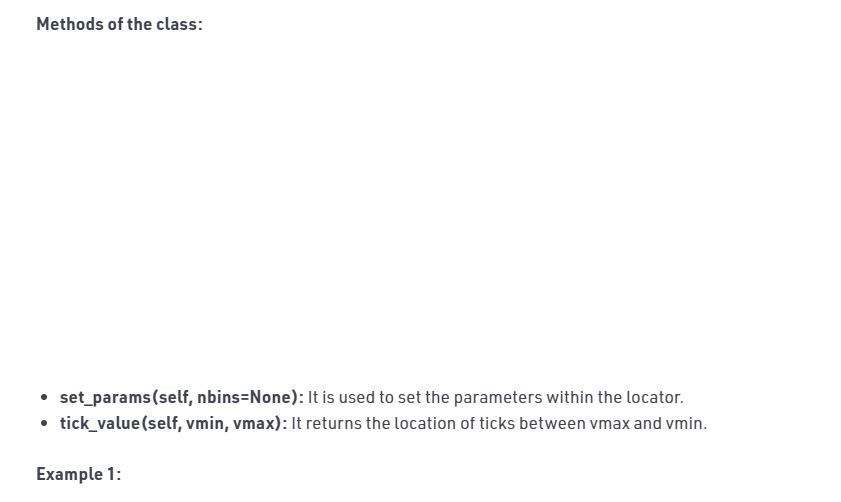 Methods of the class:
set_params(self, nbins=None): It is used to set the parameters within the locator.
tick_value(self, vmin, vmax): It returns the location of ticks between vmax and vmin.
Example 1: